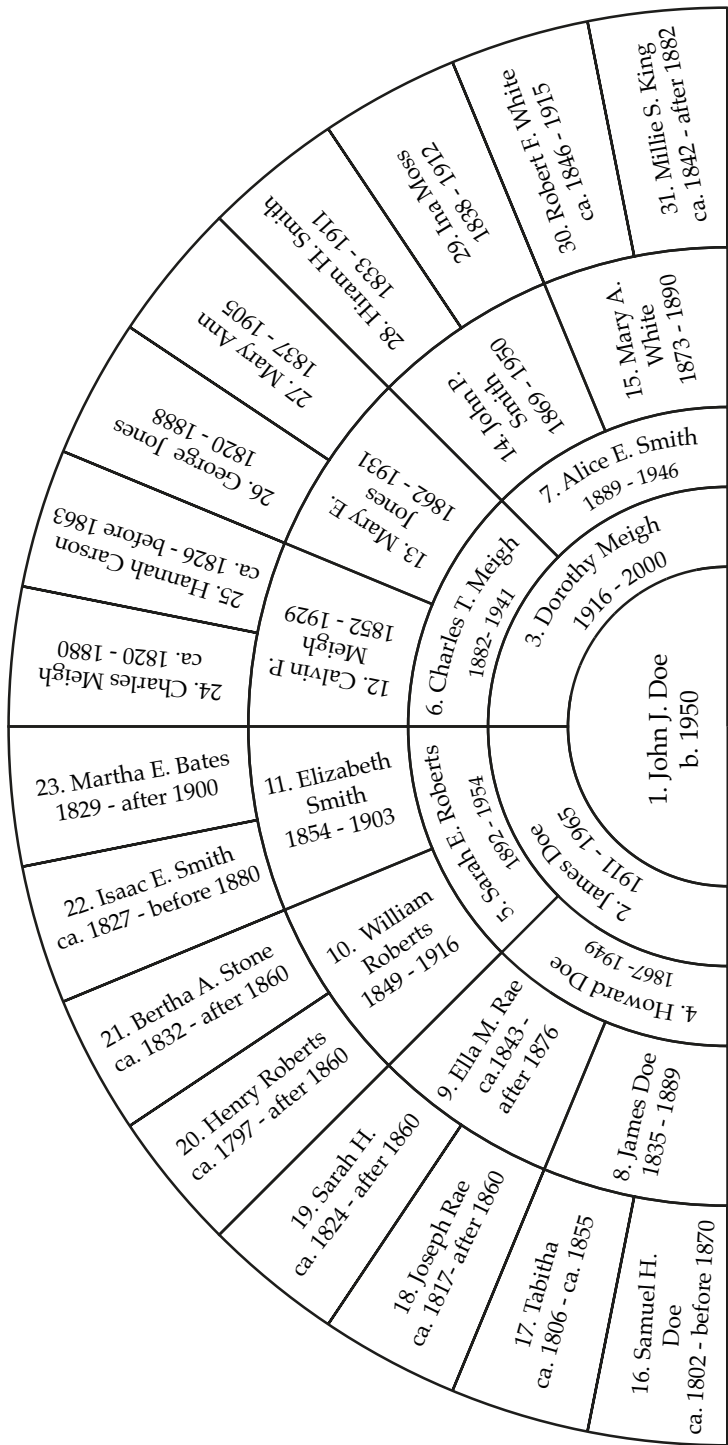 1. John J. Doe
b. 1950
2. James Doe
1911 - 1965
3. Dorothy Meigh
1916 - 2000
4. Howard Doe
1867- 1949
5. Sarah E. Roberts
1892 - 1954
6. Charles T. Meigh
1882- 1941
7. Alice E. Smith
1889 - 1946
8. James Doe
1835 - 1889
9. Ella M. Rae
ca.1843 -
after 1876
10. William
Roberts
1849 - 1916
11. Elizabeth
Smith
1854 - 1903
12. Calvin P.
Meigh
1852 - 1929
13. Mary E.
Jones
1862 - 1931
14. John P.
Smith
1869 - 1950
15. Mary A.
White
1873 - 1890
16. Samuel H.
Doe
ca. 1802 - before 1870
17. Tabitha
ca. 1806 - ca. 1855
18. Joseph Rae
ca. 1817- after 1860
19. Sarah H.
ca. 1824 - after 1860
20. Henry Roberts
ca. 1797 - after 1860
21. Bertha A. Stone
ca. 1832 - after 1860
22. Isaac E. Smith
ca. 1827 - before 1880
23. Martha E. Bates
1829 - after 1900
24. Charles Meigh
ca. 1820 - 1880
25. Hannah Carson
ca. 1826 - before 1863
26. George Jones
1820 - 1888
27. Mary Ann
1837 - 1905
28. Hiram H. Smith
1833 - 1911
29. Ina Moss
1838 - 1912
30. Robert F. White
ca. 1846 - 1915
31. Millie S. King
ca. 1842 - after 1882